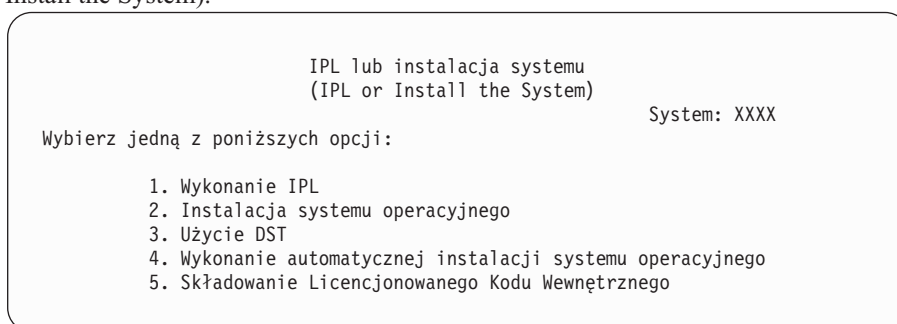 Install the System).
IPL lub instalacja systemu
(IPL or Install the System)
System: XXXX
Wybierz jedną z poniższych opcji:
1. Wykonanie IPL
2. Instalacja systemu operacyjnego
3. Użycie DST
4. Wykonanie automatycznej instalacji systemu operacyjnego
5. Składowanie Licencjonowanego Kodu Wewnętrznego